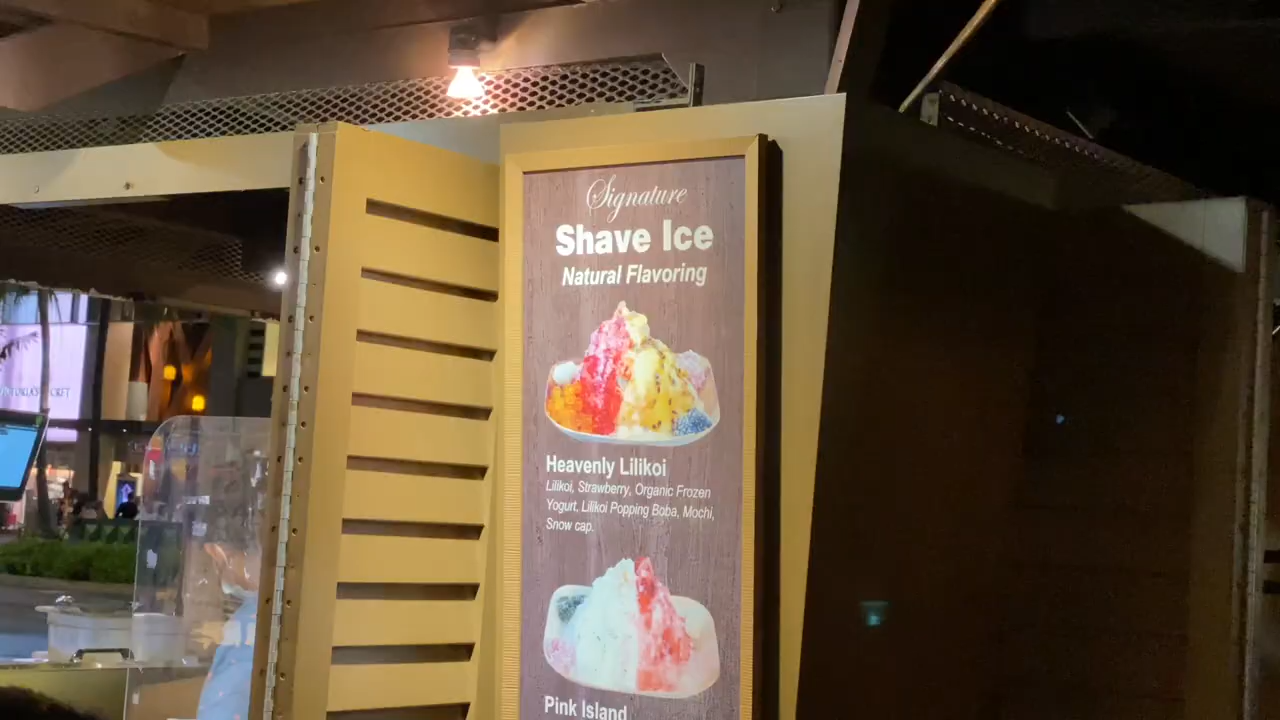 Signature
Shave Ice
Natural Flavoring
Heavenly Lilikoi
Lilikoi, Strawberry, Organic Frozen
Yogurt, Lilikoi Popping Boba, Mochi,
Snow cap.
Pink Island